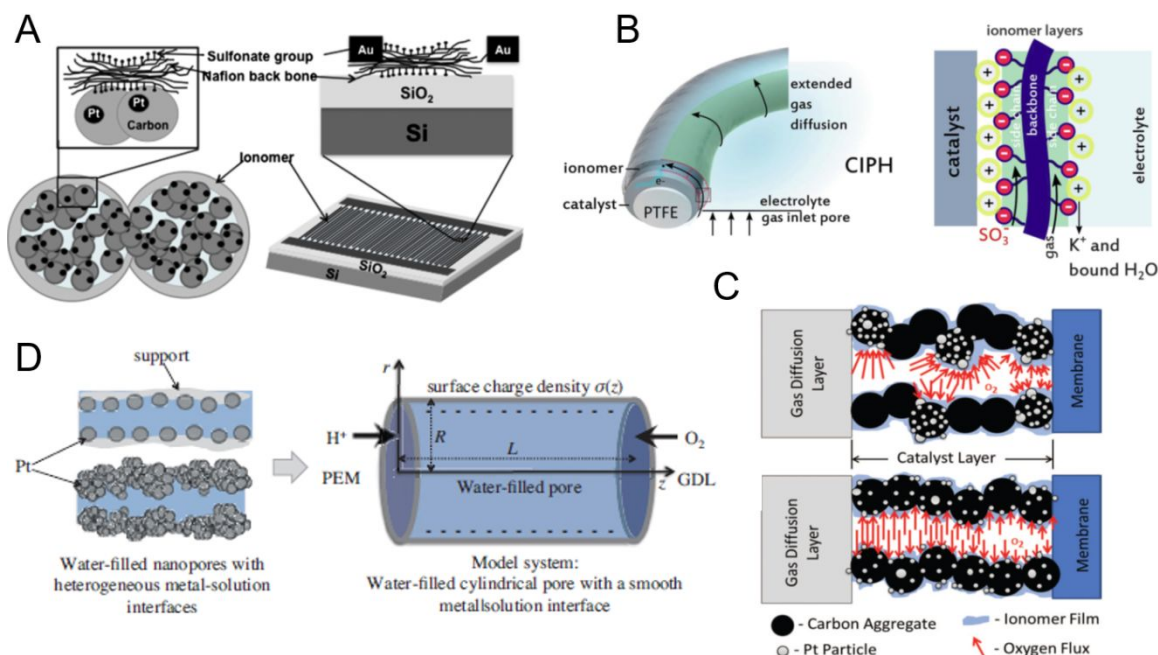 A
Sulfonate group
Nafion back bone
Pt
Pt
Carbon
Au
Au
SiO₂
Si
Ionomer
SiO₂
Si
B
extended
gas
diffusion
ionomer
catalyst
e-
PTFE
CIPH
electrolyte
gas inlet pore
ionomer layers
catalyst
side chain
backbone
side chain
electrolyte
SO₃⁻
gas
K⁺ and
bound H₂O
C
Gas Diffusion
Layer
O₂
Membrane
Catalyst Layer
Gas Diffusion
Layer
O₂
Membrane
- Carbon Aggregate
- Ionomer Film
- Pt Particle
- Oxygen Flux
D
support
Pt
Water-filled nanopores with
heterogeneous metal-solution
interfaces
r
surface charge density σ(z)
H⁺
R
L
O₂
PEM
z
GDL
Water-filled pore
Model system:
Water-filled cylindrical pore with a smooth
metalsolution interface